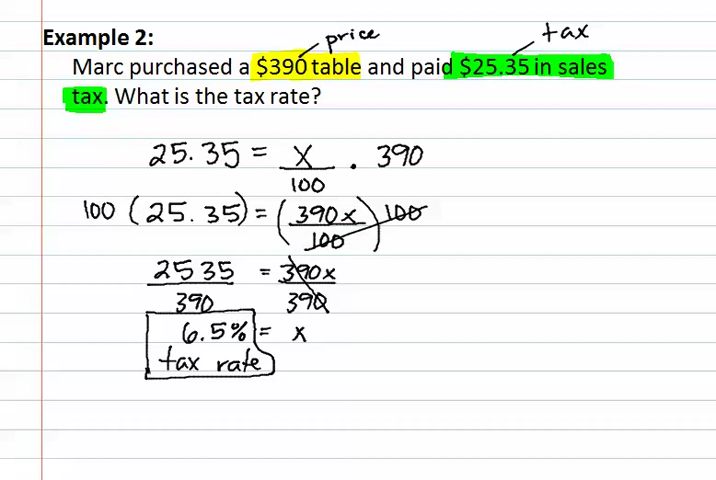 Example 2:
price
tax
Marc purchased a $390 table and paid $25.35 in sales
tax. What is the tax rate?
25.35 = x/100 . 390
100 (25.35) = (390x/100) 100
2535/390 = 390x/390
6.5% = x
tax rate